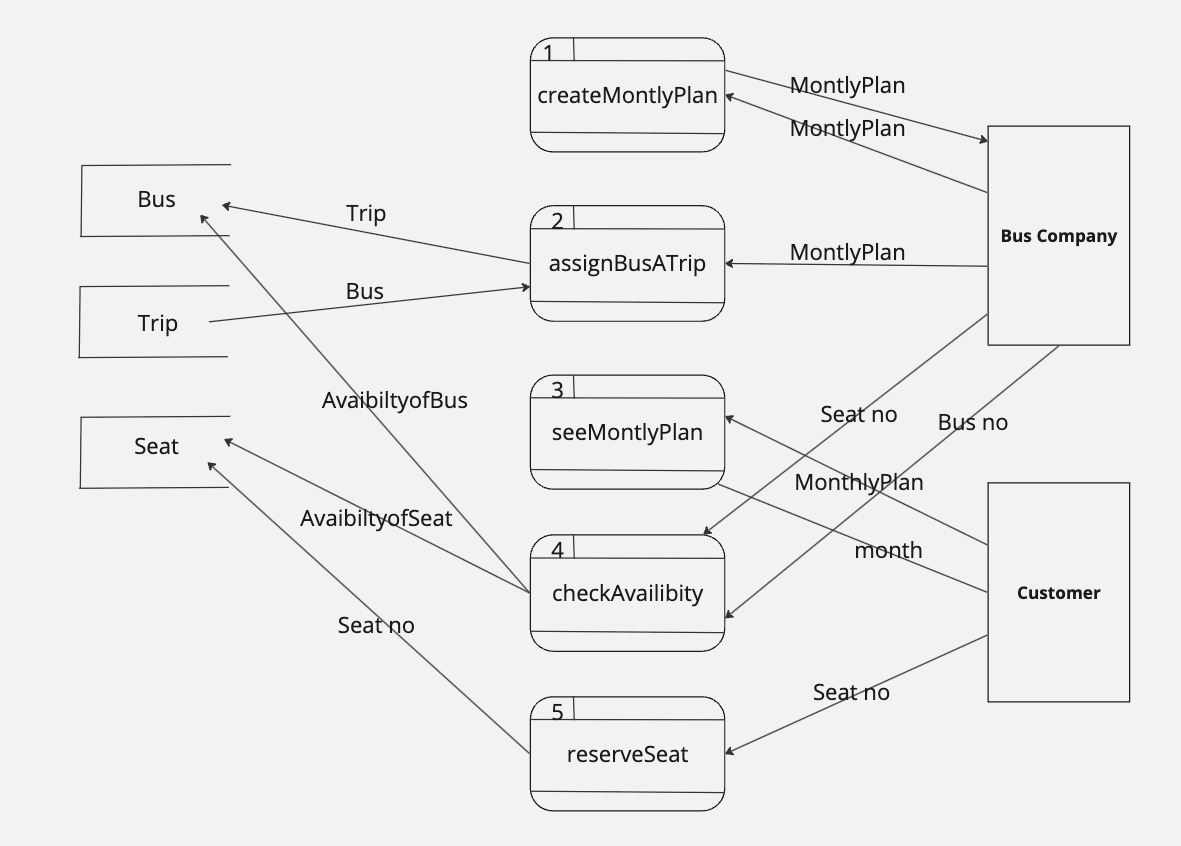 1
createMontlyPlan
MontlyPlan
MontlyPlan
Bus
Trip
2
assignBusATrip
MontlyPlan
Bus Company
Bus
Trip
3
seeMontlyPlan
AvaibiltyofBus
Seat no
Bus no
Seat
MonthlyPlan
AvaibiltyofSeat
month
4
checkAvailibity
Customer
Seat no
Seat no
5
reserveSeat